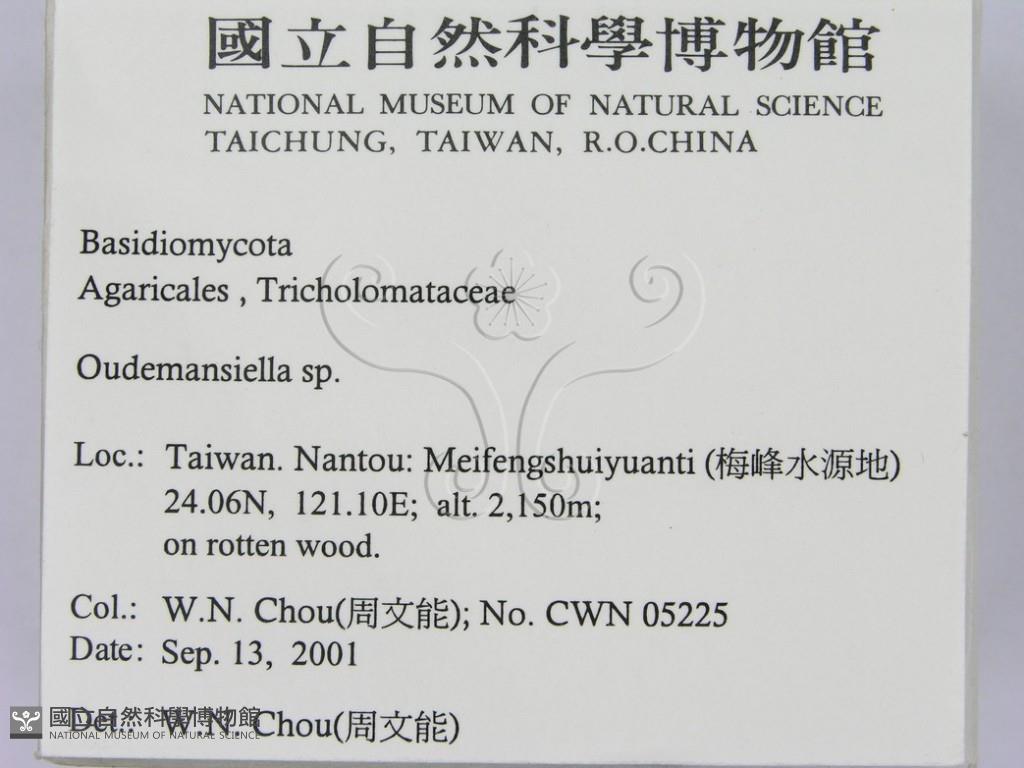 國立自然科學博物館
NATIONAL MUSEUM OF NATURAL SCIENCE
TAICHUNG, TAIWAN, R.O.CHINA
Basidiomycota
Agaricales , Tricholomataceae
Oudemansiella sp.
Loc.: Taiwan. Nantou: Meifengshuiyuanti (梅峰水源地)
24.06N, 121.10E; alt. 2,150m;
on rotten wood.
Col.: W.N. Chou(周文能); No. CWN 05225
Date: Sep. 13, 2001
Det.: W.N. Chou(周文能)
國立自然科學博物館
NATIONAL MUSEUM OF NATURAL SCIENCE